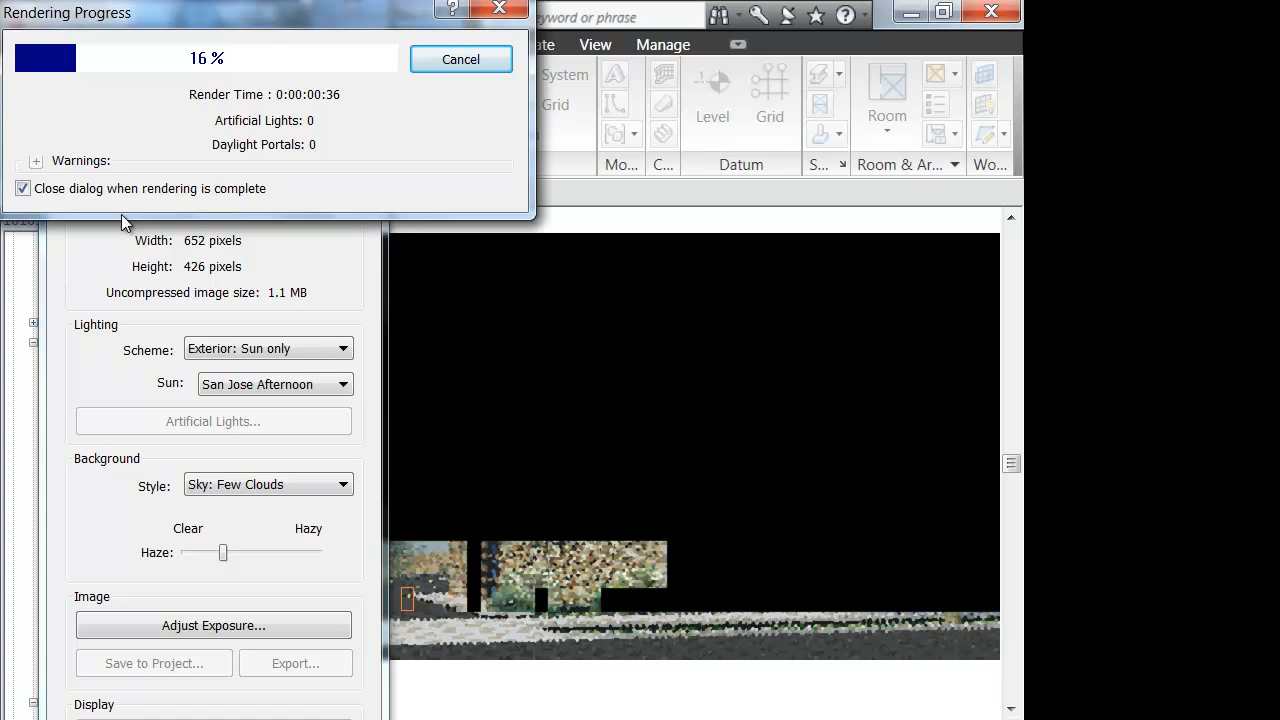 Rendering Progress
eyword or phrase
16 %
Cancel
ate View Manage
Render Time : 0:00:00:36
Artificial Lights: 0
Daylight Portals: 0
Warnings:
Close dialog when rendering is complete
System
Grid
Level
Grid
Room
Mo...
C...
Datum
S...
Room & Ar...
Wo...
Width: 652 pixels
Height: 426 pixels
Uncompressed image size: 1.1 MB
Lighting
Scheme: Exterior: Sun only
Sun: San Jose Afternoon
Artificial Lights...
Background
Style: Sky: Few Clouds
Clear Hazy
Haze:
Image
Adjust Exposure...
Save to Project... Export...
Display